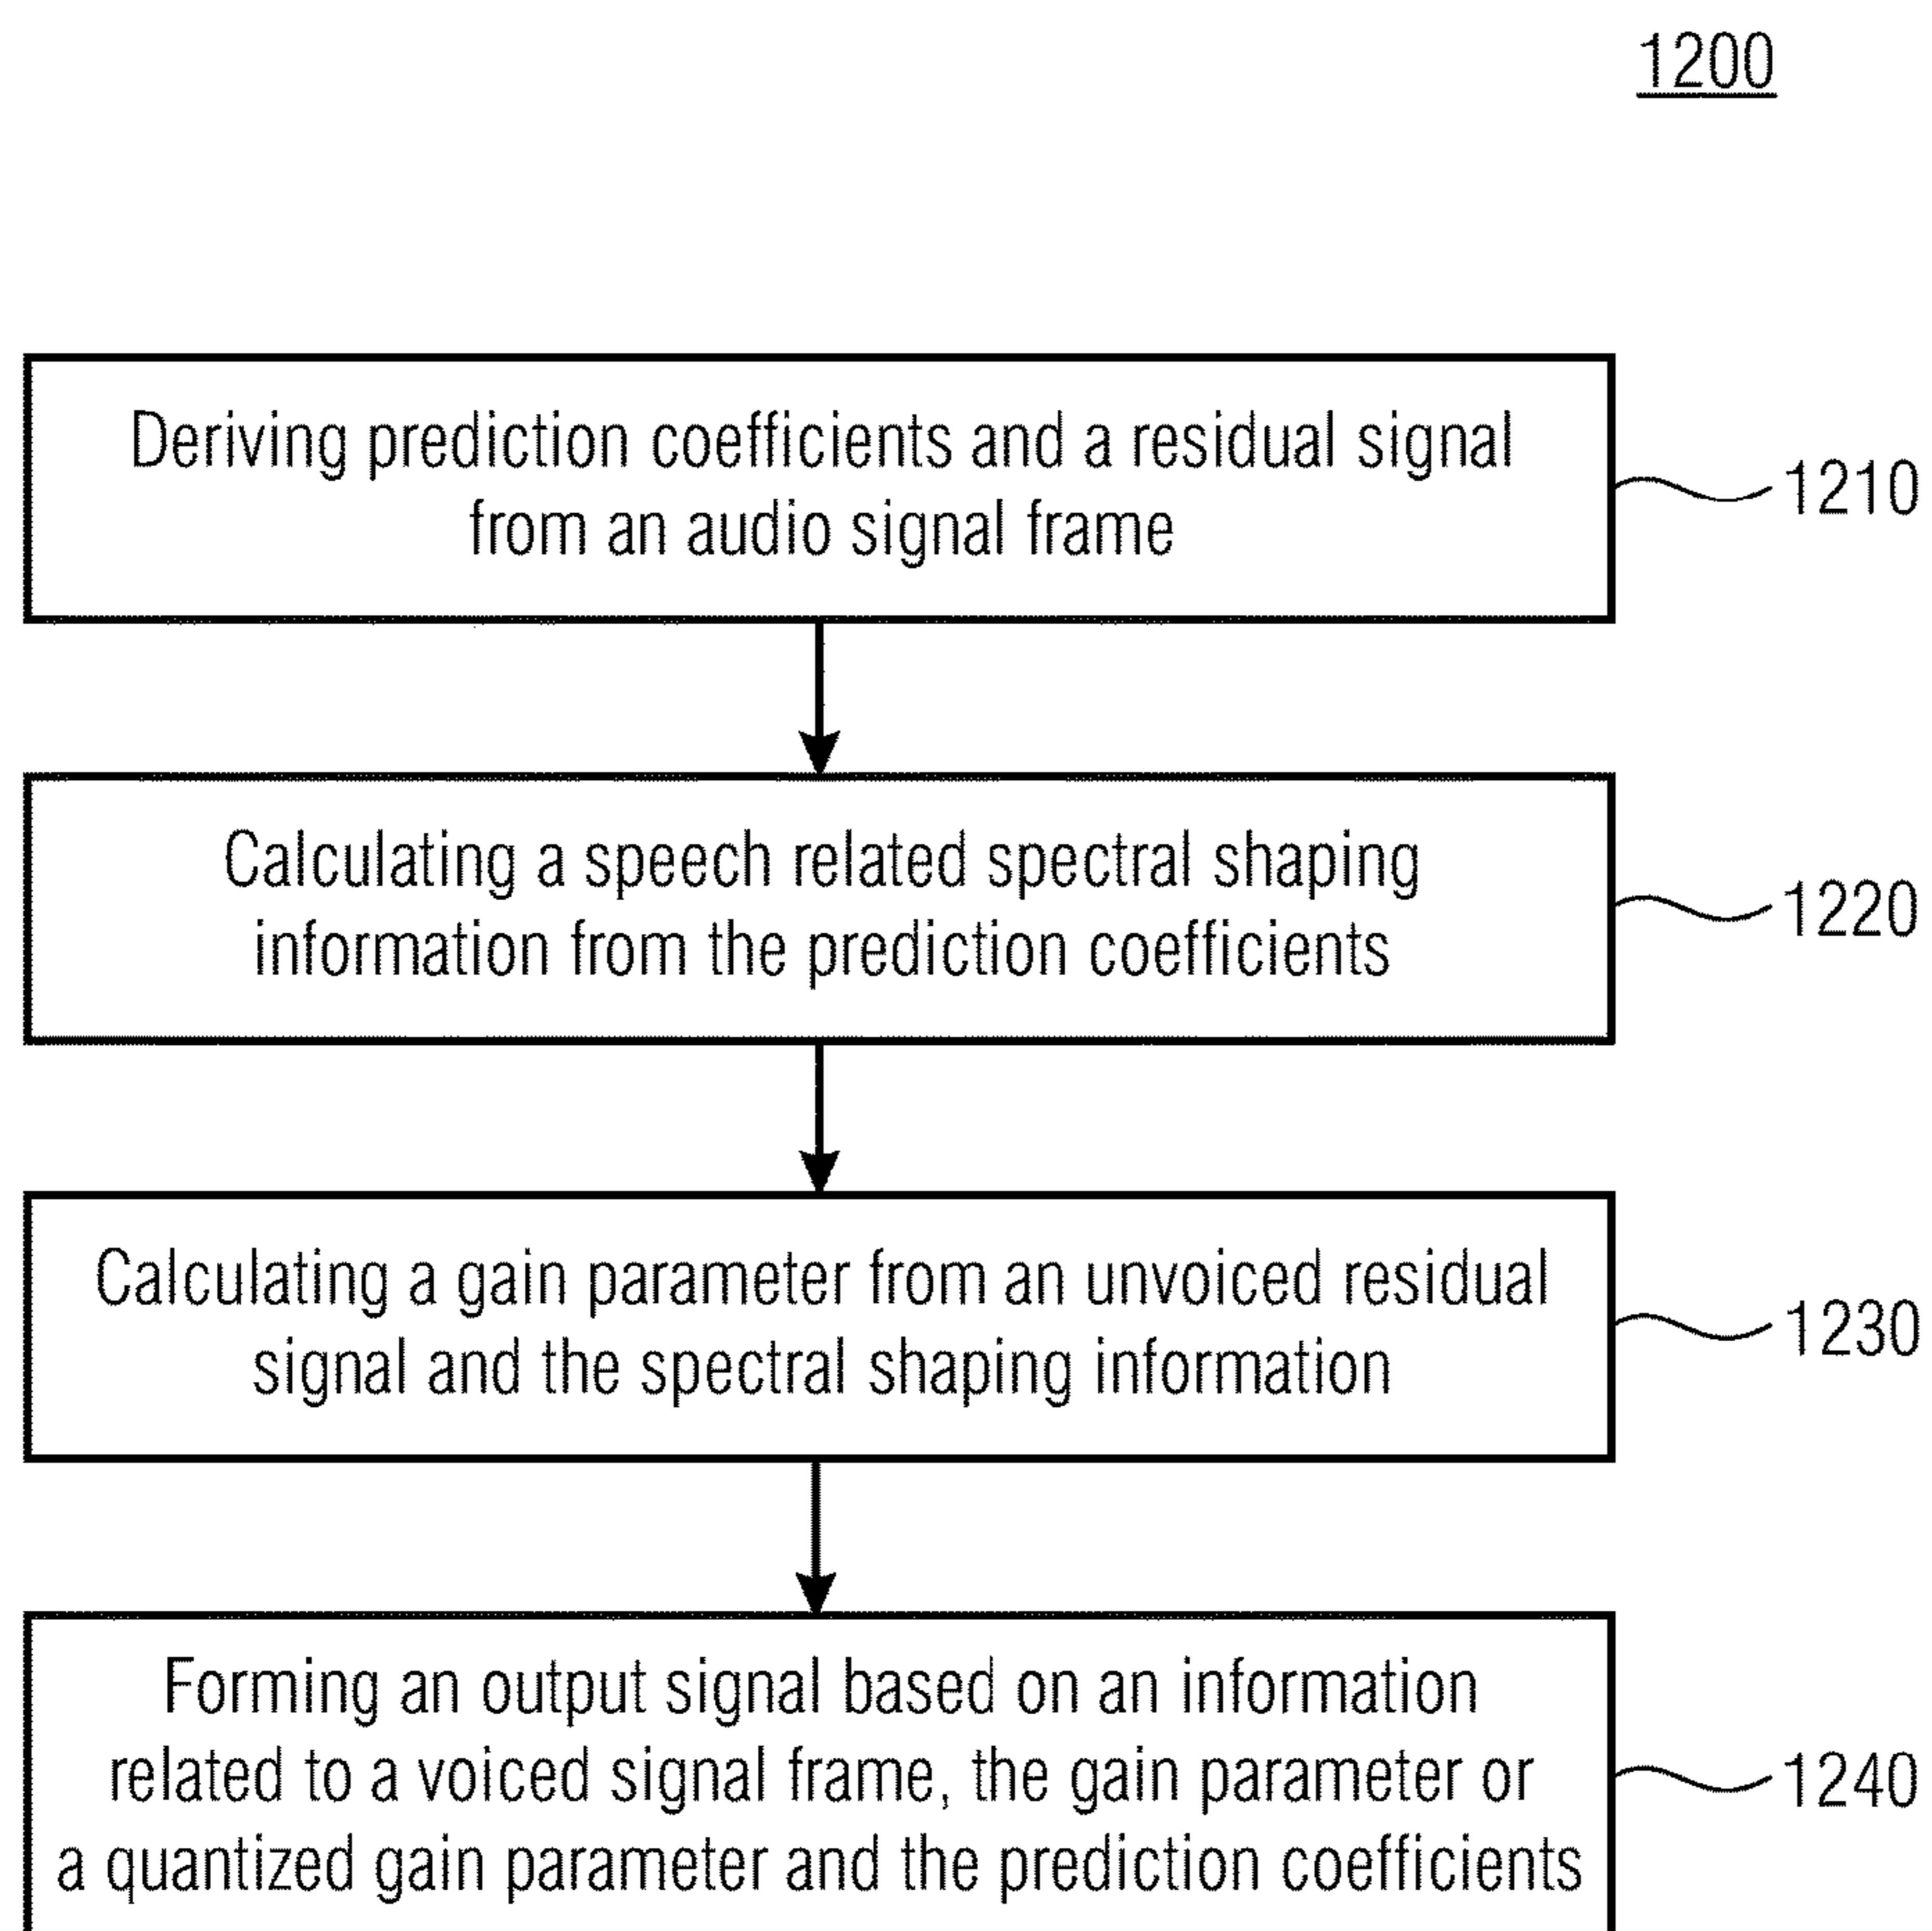 1200
Deriving prediction coefficients and a residual signal
from an audio signal frame
1210
Calculating a speech related spectral shaping
information from the prediction coefficients
1220
Calculating a gain parameter from an unvoiced residual
signal and the spectral shaping information
1230
Forming an output signal based on an information
related to a voiced signal frame, the gain parameter or
a quantized gain parameter and the prediction coefficients
1240